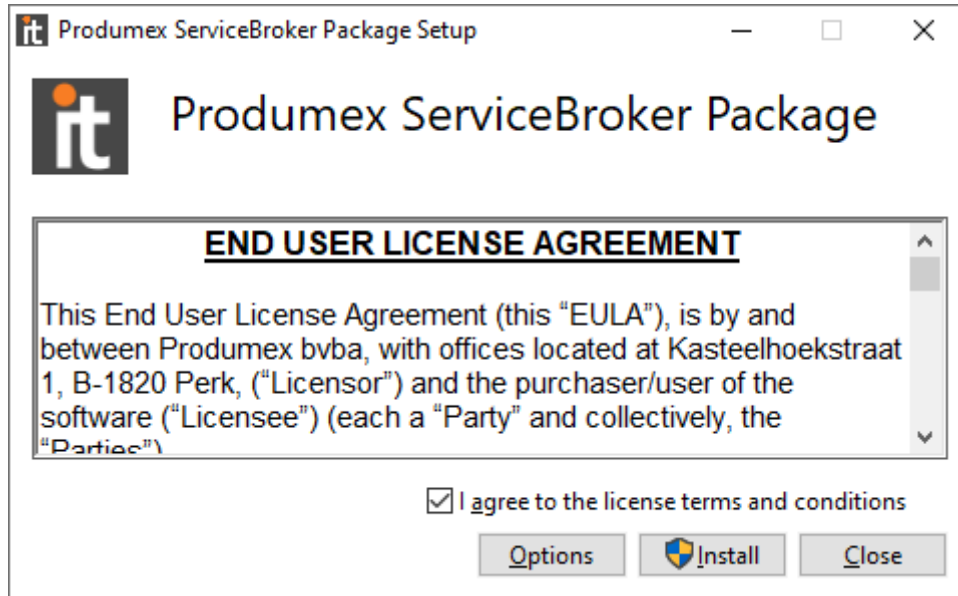 it Produmex ServiceBroker Package Setup
it Produmex ServiceBroker Package
END USER LICENSE AGREEMENT
This End User License Agreement (this “EULA”), is by and
between Produmex bvba, with offices located at Kasteelhoekstraat
1, B-1820 Perk, (“Licensor”) and the purchaser/user of the
software (“Licensee”) (each a “Party” and collectively, the
“Parties”)
I agree to the license terms and conditions
Options Install Close